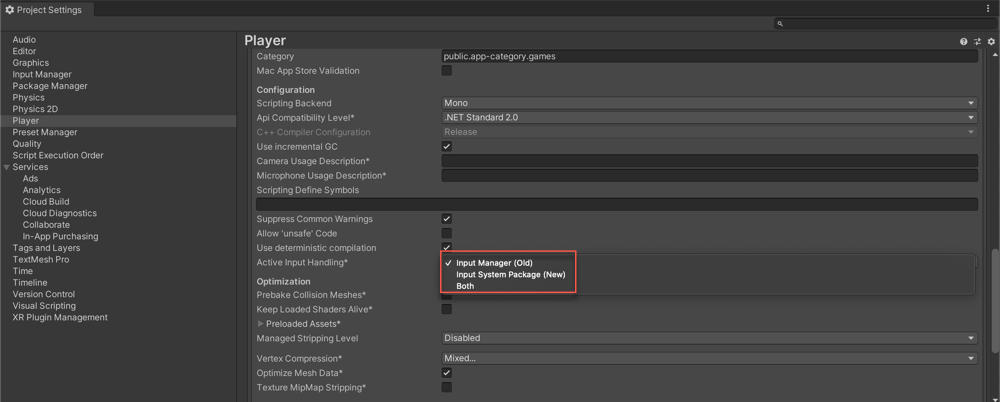 Project Settings
Audio
Editor
Graphics
Input Manager
Package Manager
Physics
Physics 2D
Player
Preset Manager
Quality
Script Execution Order
Services
Ads
Analytics
Cloud Build
Cloud Diagnostics
Collaborate
In-App Purchasing
Tags and Layers
TextMesh Pro
Time
Timeline
Version Control
Visual Scripting
XR Plugin Management
Player
Category public.app-category.games
Mac App Store Validation
Configuration
Scripting Backend Mono
Api Compatibility Level* .NET Standard 2.0
C++ Compiler Configuration Release
Use incremental GC
Camera Usage Description*
Microphone Usage Description*
Scripting Define Symbols
Suppress Common Warnings
Allow 'unsafe' Code
Use deterministic compilation
Active Input Handling* Input Manager (Old)
Input System Package (New)
Both
Optimization
Prebake Collision Meshes*
Keep Loaded Shaders Alive*
Preloaded Assets*
Managed Stripping Level Disabled
Vertex Compression* Mixed...
Optimize Mesh Data*
Texture MipMap Stripping*